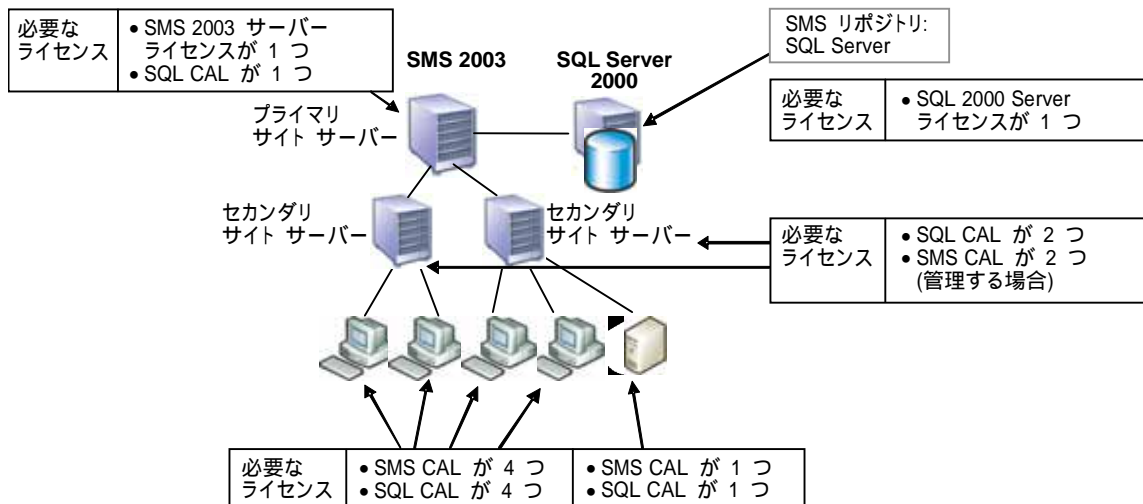 必要な
ライセンス
• SMS 2003 サーバー
ライセンスが 1 つ
• SQL CAL が 1 つ
SMS 2003
SQL Server
2000
SMS リポジトリ:
SQL Server
必要な
ライセンス
• SQL 2000 Server
ライセンスが 1 つ
プライマリ
サイト サーバー
セカンダリ
サイト サーバー
セカンダリ
サイト サーバー
必要な
ライセンス
• SQL CAL が 2 つ
• SMS CAL が 2 つ
(管理する場合)
必要な
ライセンス
• SMS CAL が 4 つ
• SQL CAL が 4 つ
• SMS CAL が 1 つ
• SQL CAL が 1 つ